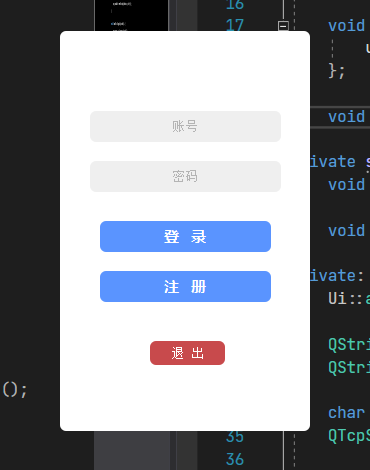 16
17
void
u
};
void
账号
ivate s
密码
void
登 录
void
注 册
ivate:
Ui::a
QStri
退 出
QStri
();
char
35
QTcpS
36